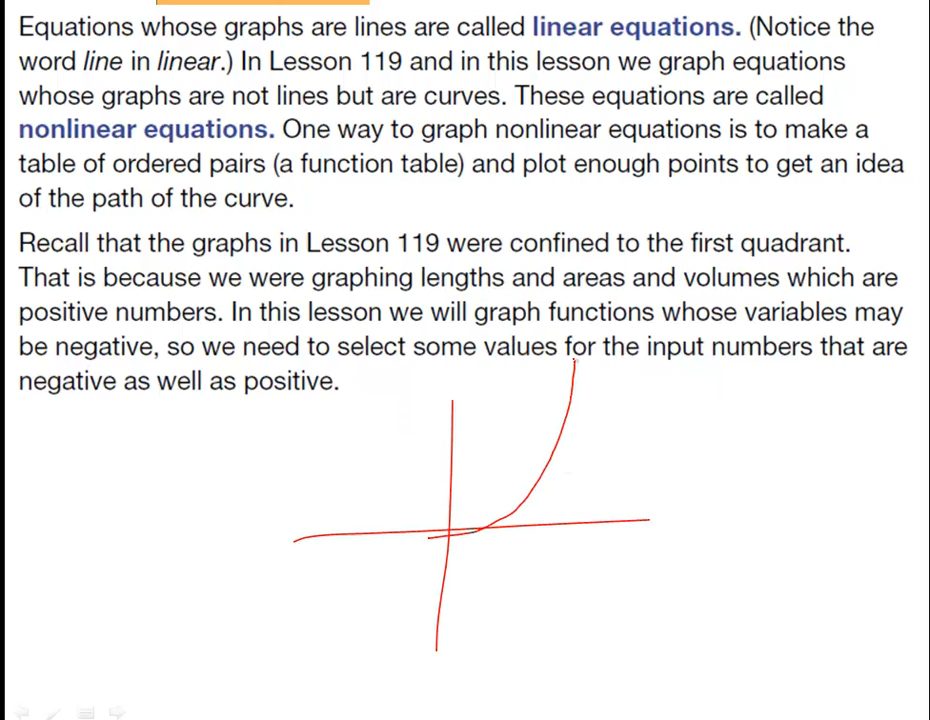 Equations whose graphs are lines are called linear equations. (Notice the
word line in linear.) In Lesson 119 and in this lesson we graph equations
whose graphs are not lines but are curves. These equations are called
nonlinear equations. One way to graph nonlinear equations is to make a
table of ordered pairs (a function table) and plot enough points to get an idea
of the path of the curve.
Recall that the graphs in Lesson 119 were confined to the first quadrant.
That is because we were graphing lengths and areas and volumes which are
positive numbers. In this lesson we will graph functions whose variables may
be negative, so we need to select some values for the input numbers that are
negative as well as positive.